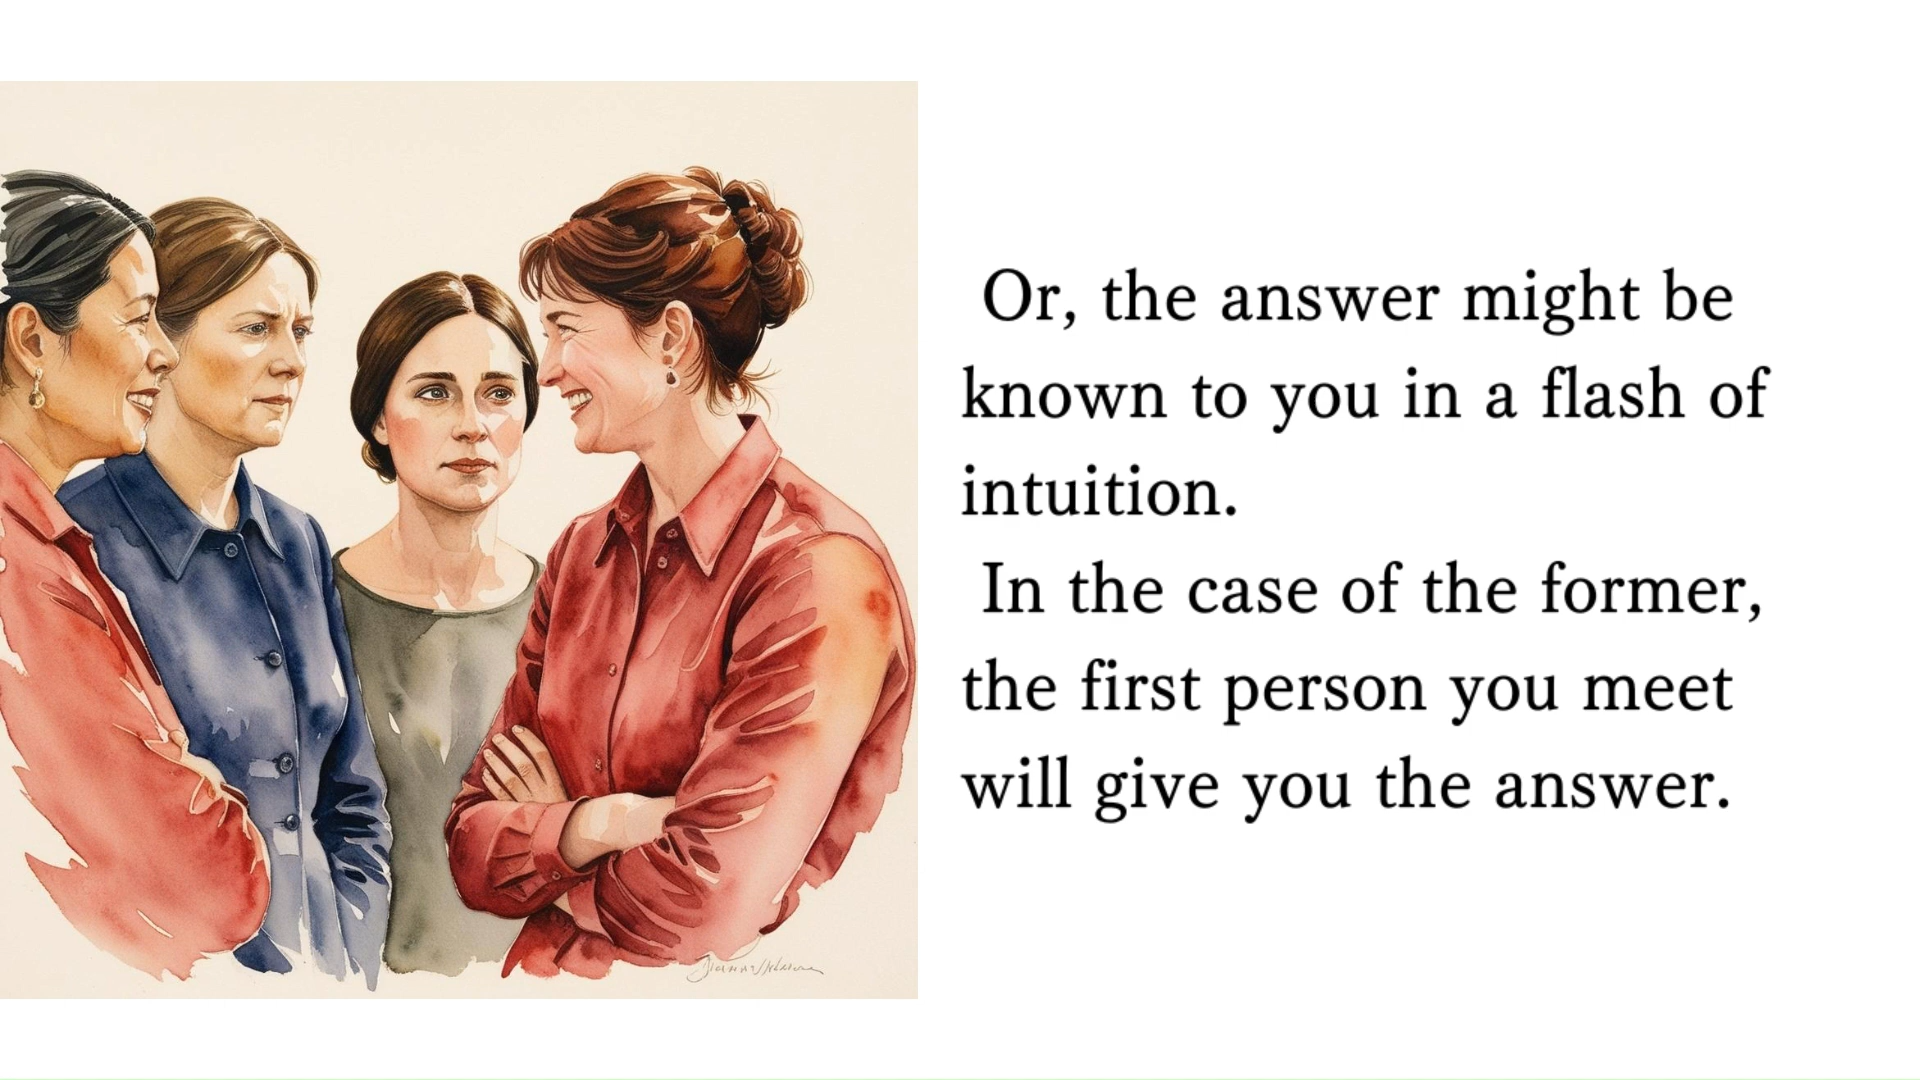 Or, the answer might be
known to you in a flash of
intuition.
In the case of the former,
the first person you meet
will give you the answer.